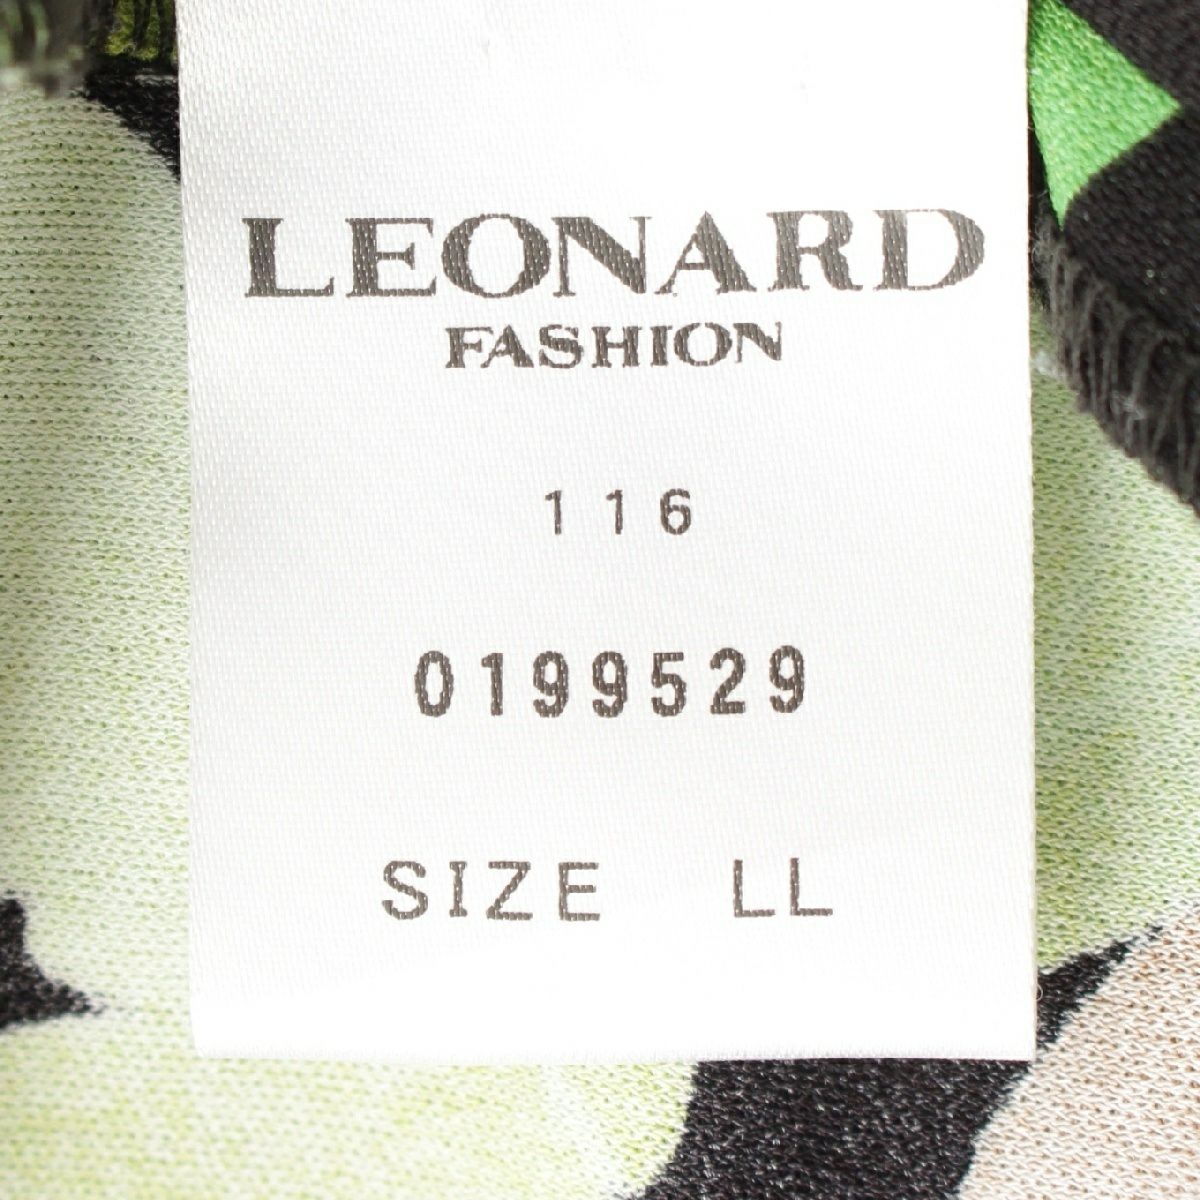 LEONARD
FASHION
116
0199529
SIZE LL